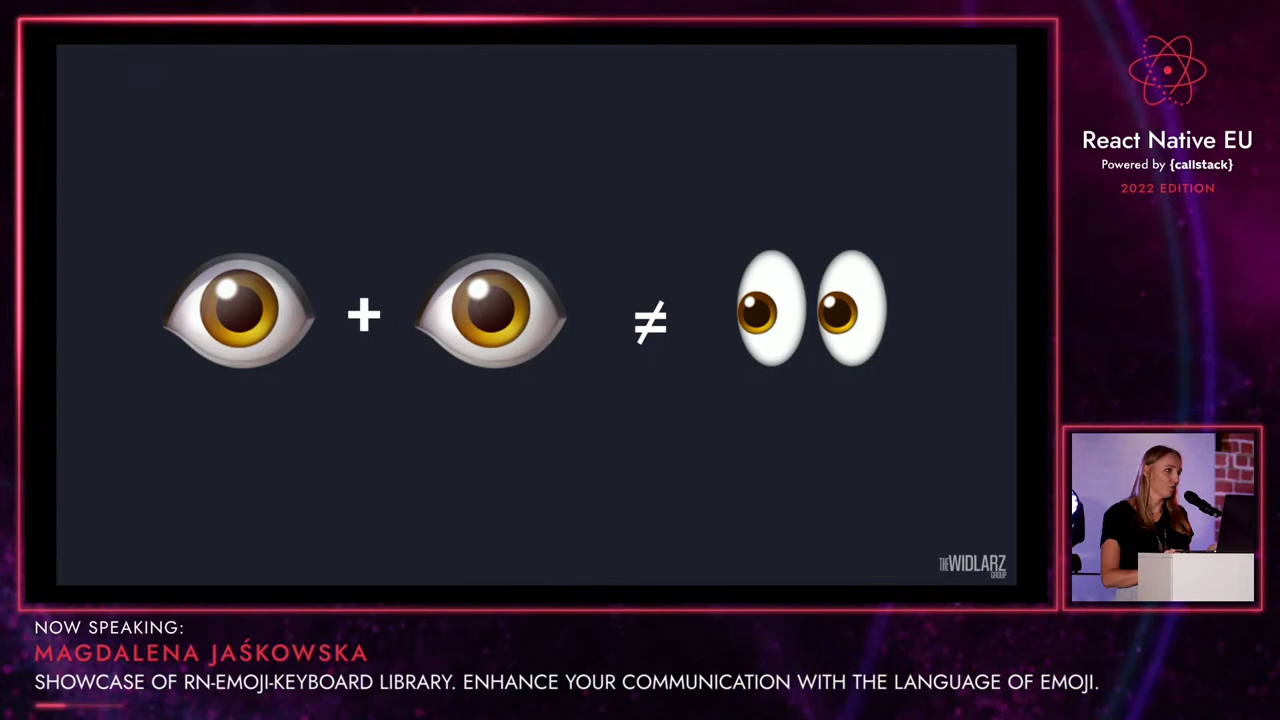 +
≠
THE WIDLARZ
GROUP
React Native EU
Powered by {callstack}
2022 EDITION
NOW SPEAKING:
MAGDALENA JAŚKOWSKA
SHOWCASE OF RN-EMOJI-KEYBOARD LIBRARY. ENHANCE YOUR COMMUNICATION WITH THE LANGUAGE OF EMOJI.